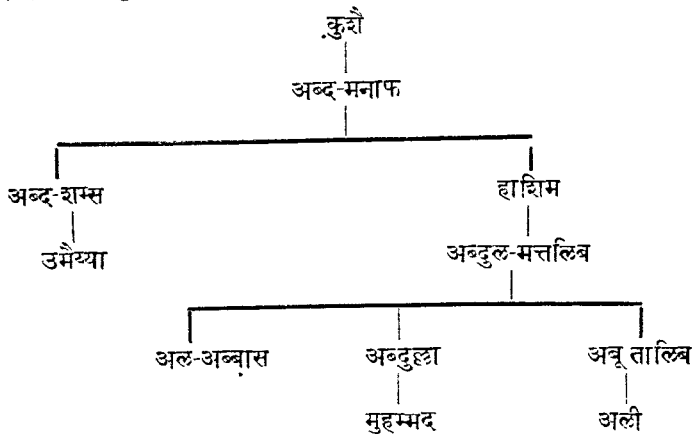 कुशै
अब्द-मनाफ
अब्द-शम्स हाशिम
उमैय्या अब्दुल-मत्तलिब
अल-अब्बास अब्दुल्ला अबू तालिब
मुहम्मद अली